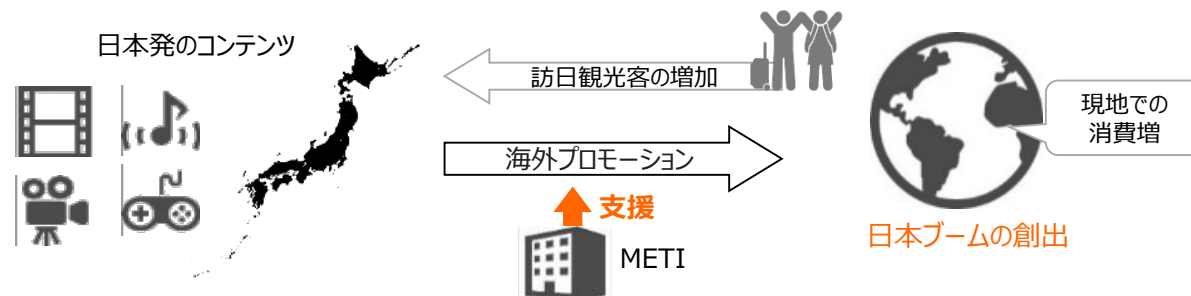 日本発のコンテンツ
訪日観光客の増加
現地での
消費増
海外プロモーション
支援
METI
日本ブームの創出